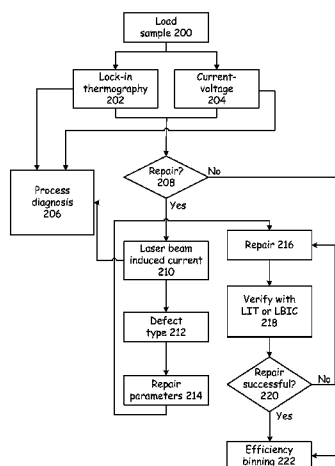 Load
sample 200
Lock-in
thermography
202
Current-
voltage
204
Process
diagnosis
206
Repair?
208
No
Yes
Laser beam
induced current
210
Repair 216
Defect
type 212
Verify with
LIT or LBIC
218
Repair
parameters 214
Repair
successful?
220
No
Yes
Efficiency
binning 222